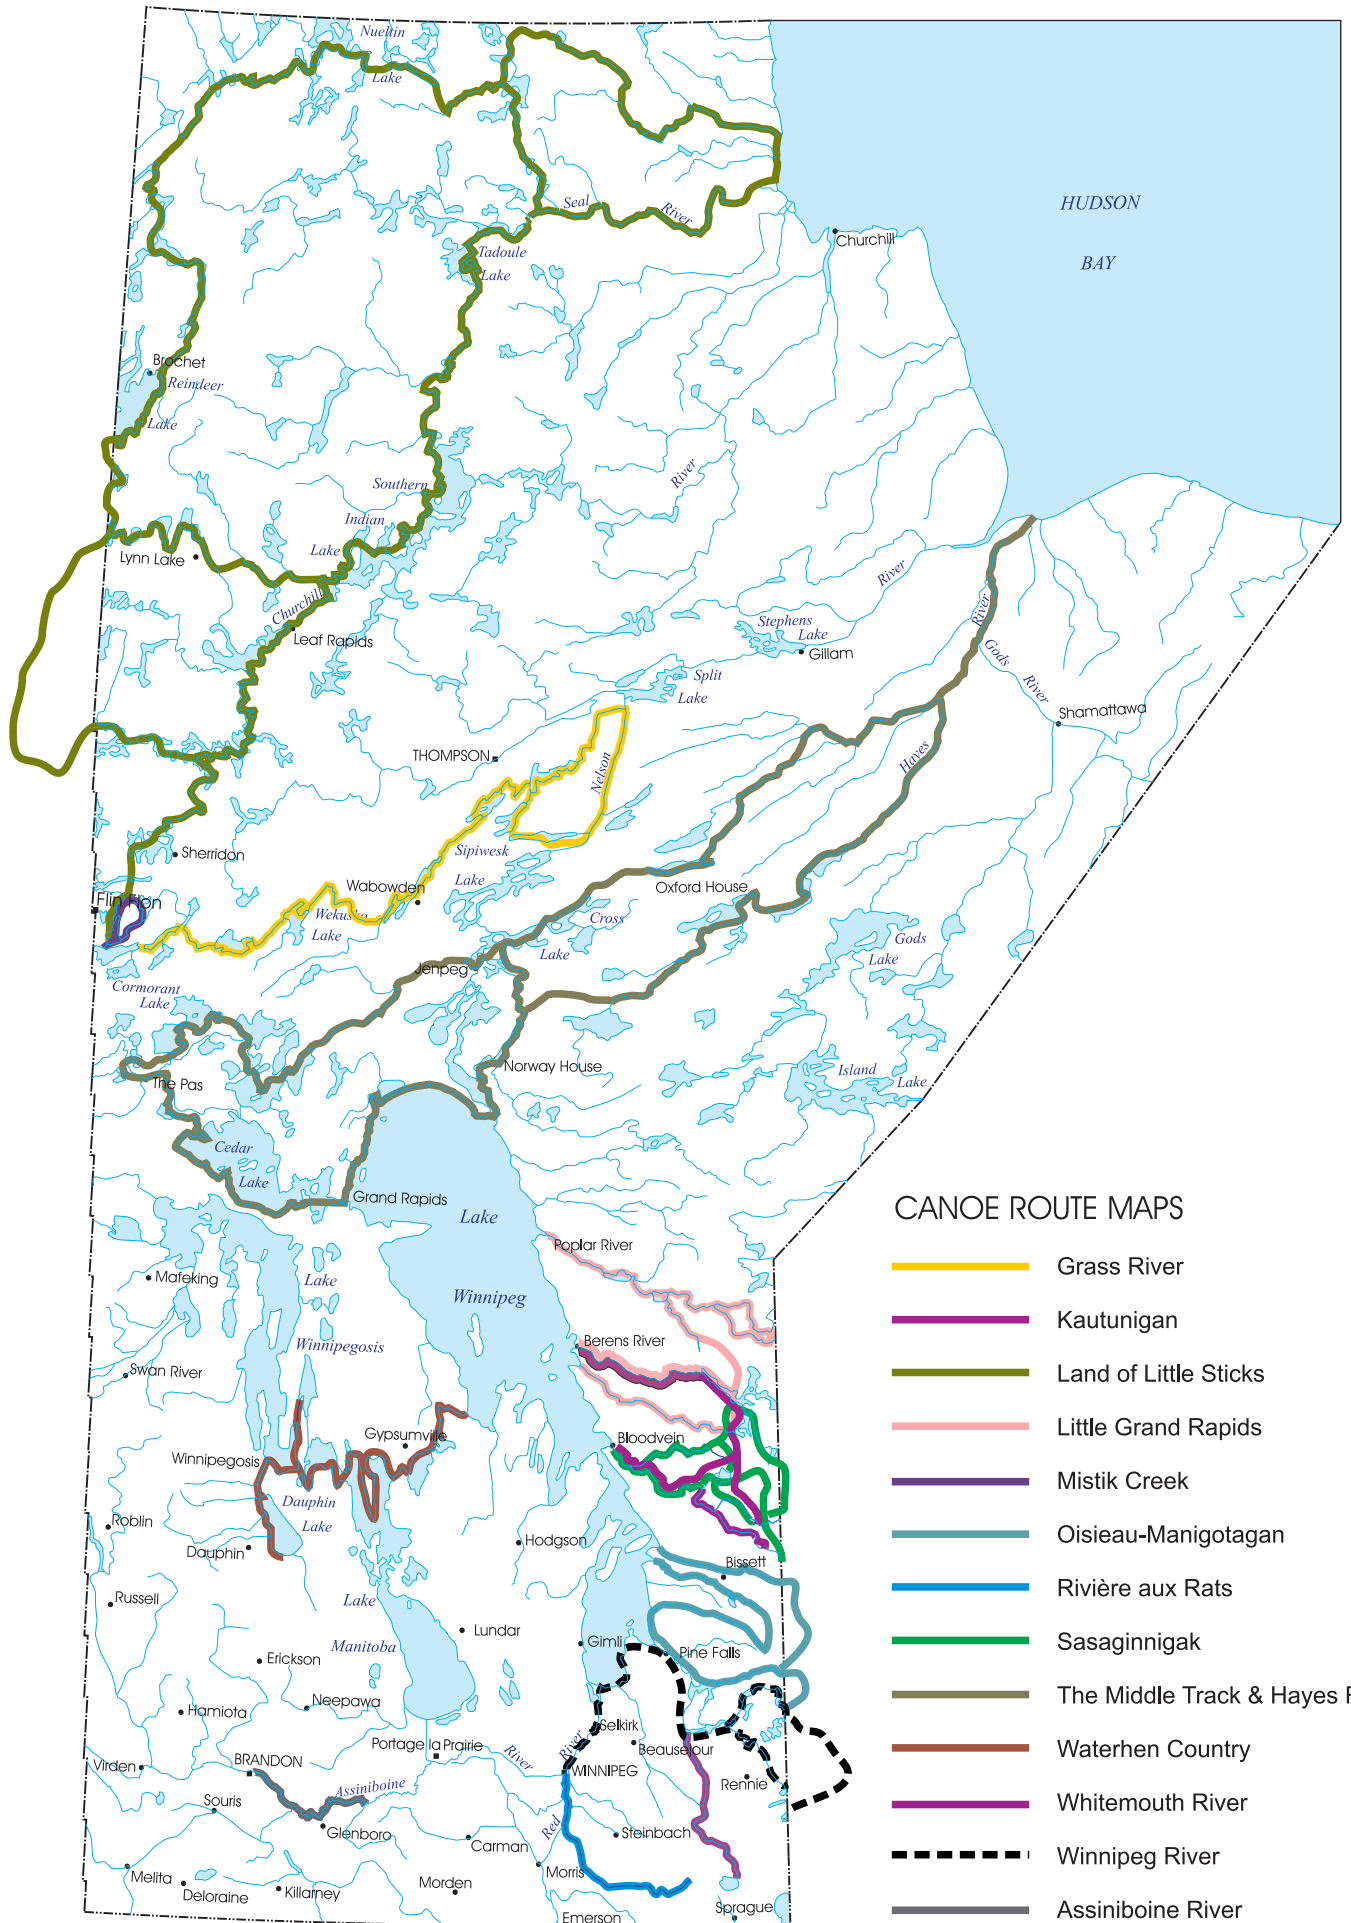 Nueltin
Lake
HUDSON
BAY
Seal
River
Churchill
Tadoule
Lake
Brochet
Reindeer
Lake
River
Southern
Indian
Lake
Lynn Lake
River
Churchill
Leaf Rapids
River
Stephens
Lake
Gillam
Gods
River
Split
Lake
Shamattawa
THOMPSON
Nelson
Hayes
Sherridon
Sipiwesk
Lake
Wabowden
Oxford House
Flin Flon
Wekusko
Lake
Cross
Lake
Gods
Lake
Jenpeg
Cormorant
Lake
Norway House
Island
Lake
The Pas
Cedar
Lake
Grand Rapids
Lake
Winnipeg
Poplar River
Mafeking
Lake
Winnipegosis
Berens River
Swan River
Gypsumville
Bloodvein
Winnipegosis
Dauphin
Lake
Roblin
Dauphin
Hodgson
Bissett
Russell
Lake
Manitoba
Lundar
Gimli
Pine Falls
Erickson
Neepawa
Hamiota
Selkirk
Portage la Prairie
River
River
Beausejour
Virden
BRANDON
Assiniboine
WINNIPEG
Rennie
Souris
Glenboro
Red
Steinbach
Carman
Melita
Morris
Deloraine
Killarney
Morden
Sprague
Emerson
CANOE ROUTE MAPS
Grass River
Kautunigan
Land of Little Sticks
Little Grand Rapids
Mistik Creek
Oisieau-Manigotagan
Rivière aux Rats
Sasaginnigak
The Middle Track & Hayes
Waterhen Country
Whitemouth River
Winnipeg River
Assiniboine River